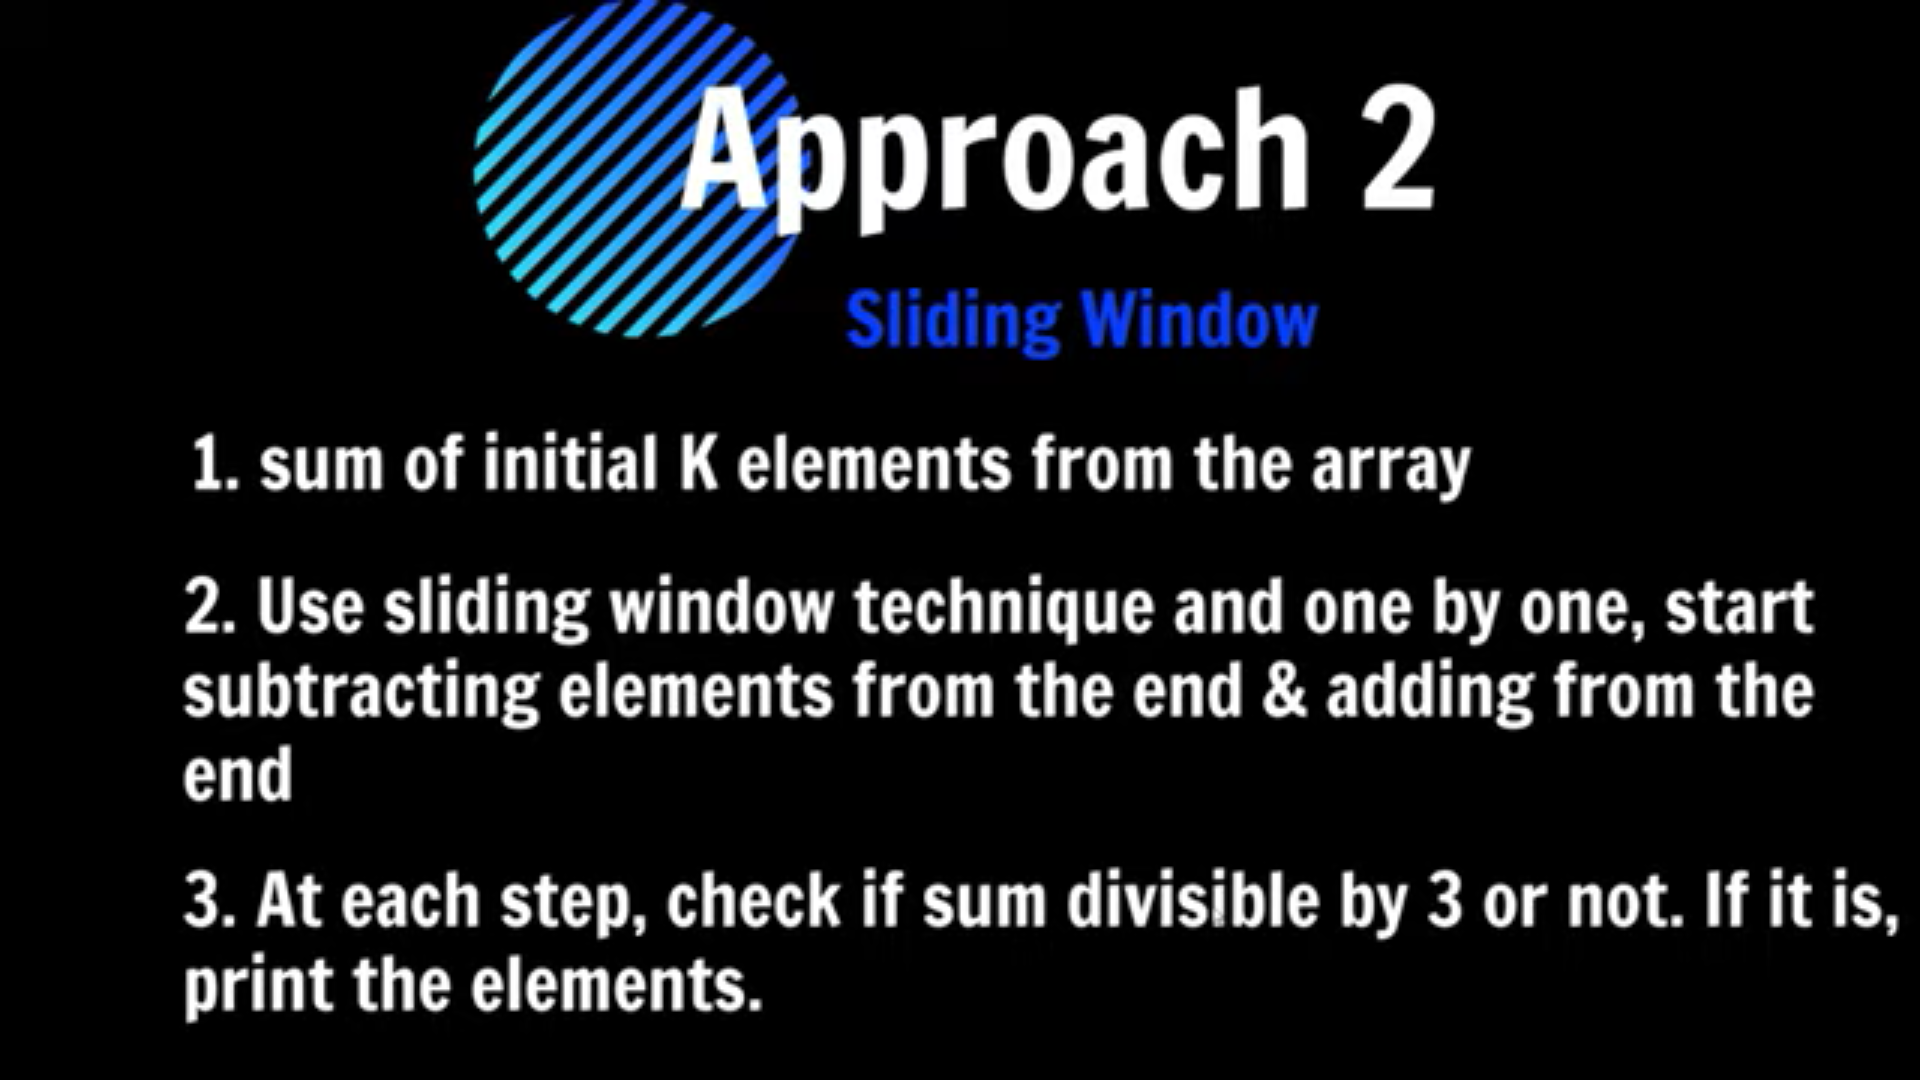 Approach 2
Sliding Window
1. sum of initial K elements from the array
2. Use sliding window technique and one by one, start
subtracting elements from the end & adding from the
end
3. At each step, check if sum divisible by 3 or not. If it is,
print the elements.